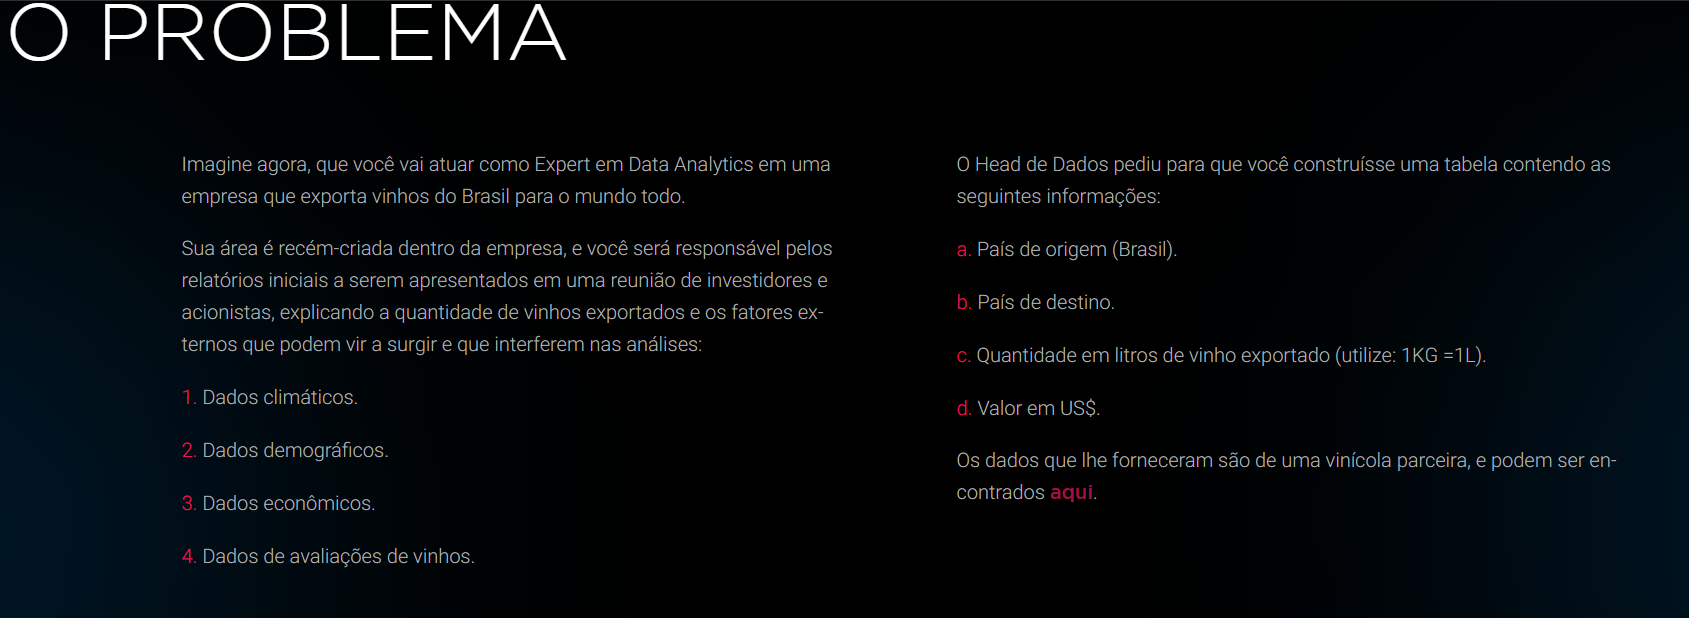 O PROBLEMA
Imagine agora, que você vai atuar como Expert em Data Analytics em uma
empresa que exporta vinhos do Brasil para o mundo todo.
Sua área é recém-criada dentro da empresa, e você será responsável pelos
relatórios iniciais a serem apresentados em uma reunião de investidores e
acionistas, explicando a quantidade de vinhos exportados e os fatores ex-
ternos que podem vir a surgir e que interferem nas análises:
1. Dados climáticos.
2. Dados demográficos.
3. Dados econômicos.
4. Dados de avaliações de vinhos.
O Head de Dados pediu para que você construísse uma tabela contendo as
seguintes informações:
a. País de origem (Brasil).
b. País de destino.
c. Quantidade em litros de vinho exportado (utilize: 1KG =1L).
d. Valor em US$.
Os dados que lhe forneceram são de uma vinícola parceira, e podem ser en-
contrados aqui.